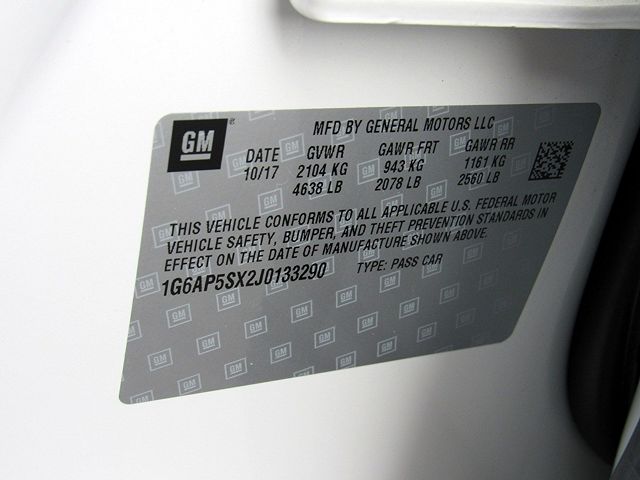 GM
MFD BY GENERAL MOTORS LLC
DATE GVWR GAWR FRT GAWR RR
10/17 2104 KG 943 KG 1161 KG
4638 LB 2078 LB 2560 LB
THIS VEHICLE CONFORMS TO ALL APPLICABLE U.S. FEDERAL MOTOR
VEHICLE SAFETY, BUMPER, AND THEFT PREVENTION STANDARDS IN
EFFECT ON THE DATE OF MANUFACTURE SHOWN ABOVE.
1G6AP5SX2J0133290 TYPE: PASS CAR